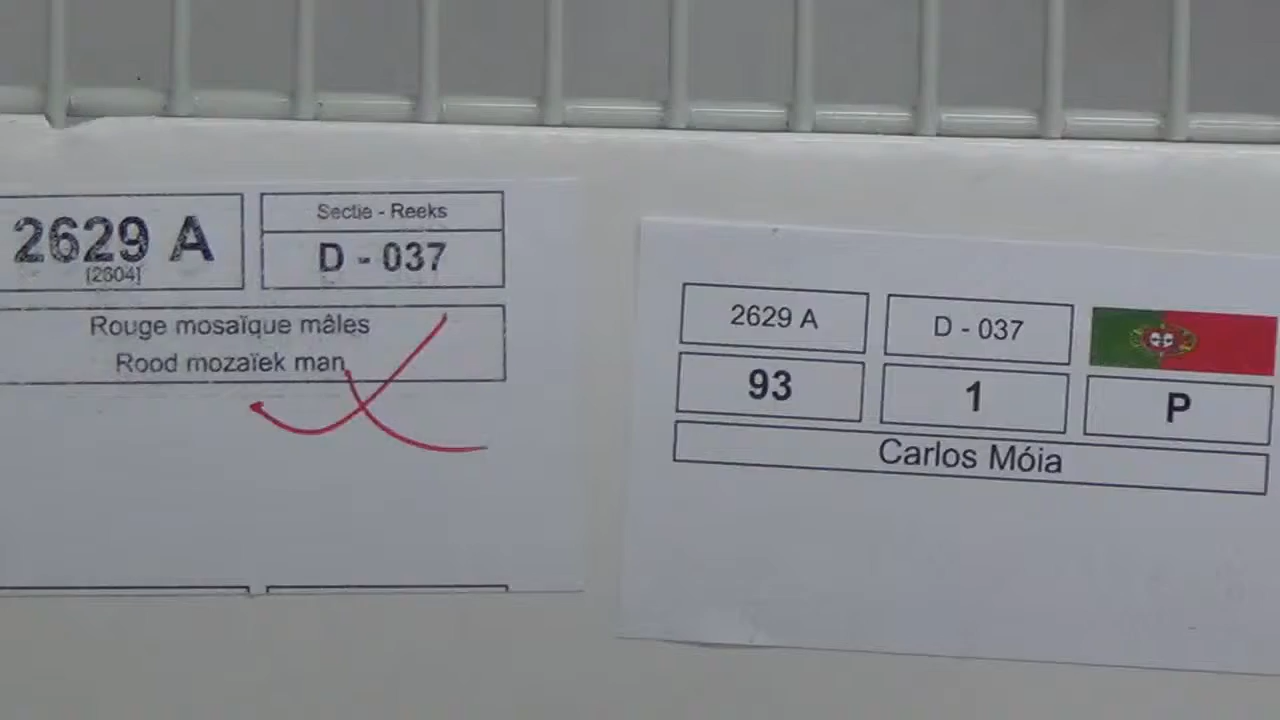 2629 A
[2604]
Sectie - Reeks
D - 037
Rouge mosaïque mâles
Rood mozaïek man
2629 A
D - 037
93
1
P
Carlos Móia